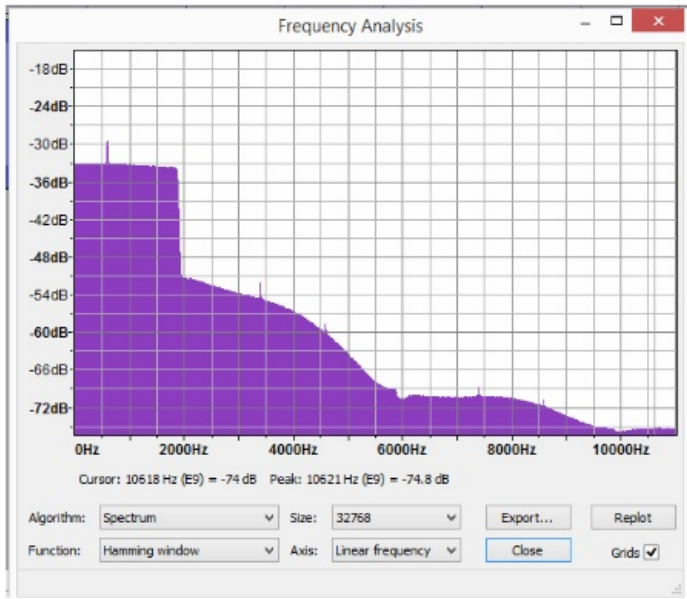 Frequency Analysis
-18dB
-24dB
-30dB
-36dB
-42dB
-48dB
-54dB
-60dB
-66dB
-72dB
0Hz 2000Hz 4000Hz 6000Hz 8000Hz 10000Hz
Cursor: 10618 Hz (E9) = -74 dB Peak: 10621 Hz (E9) = -74.8 dB
Algorithm: Spectrum Size: 32768 Export... Replot
Function: Hamming window Axis: Linear frequency Close Grids